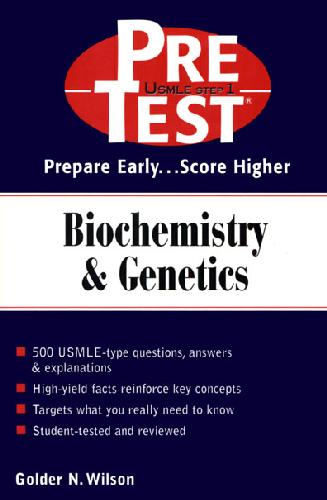 PRE
USMLE STEP 1
TEST®
Prepare Early...Score Higher
Biochemistry
& Genetics
500 USMLE-type questions, answers
& explanations
High-yield facts reinforce key concepts
Targets what you really need to know
Student-tested and reviewed
Golder N. Wilson